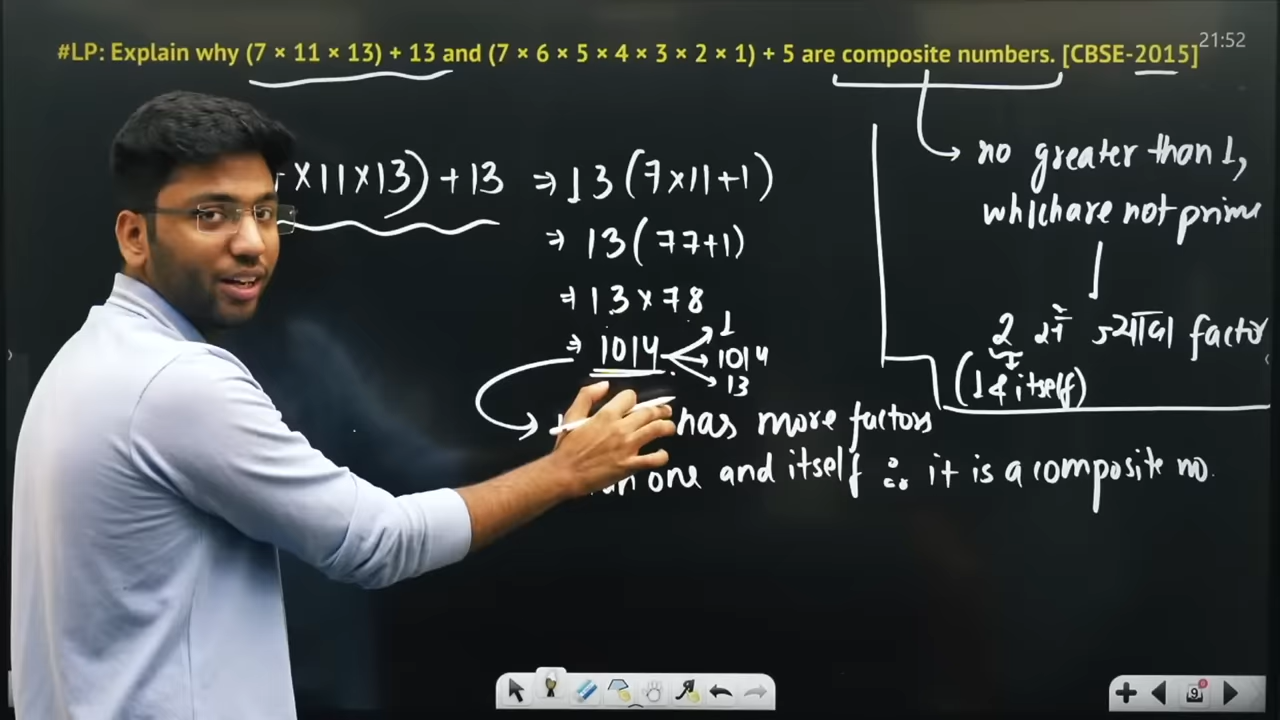 #LP: Explain why (7 × 11 × 13) + 13 and (7 × 6 × 5 × 4 × 3 × 2 × 1) + 5 are composite numbers. [CBSE-2015]
21:52
×11×13) + 13 ⇒ 13 (7×11+1)
⇒ 13 ( 77+1)
⇒ 13 × 78
⇒ 1014
1
1014
13
has more factors
one and itself ∴ it is a composite no.
no greater than 1,
which are not prime
2 से ज्यादा factor
(1 & itself)
9